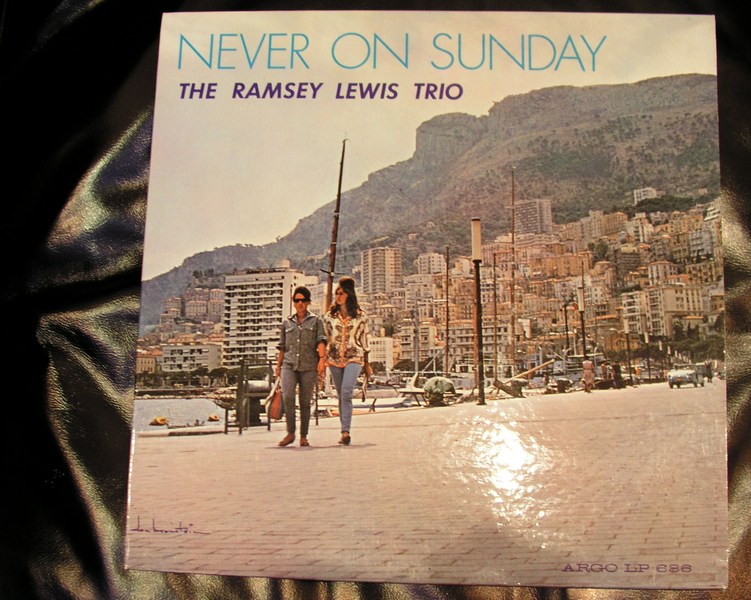 NEVER ON SUNDAY
THE RAMSEY LEWIS TRIO
ARGO LP 686